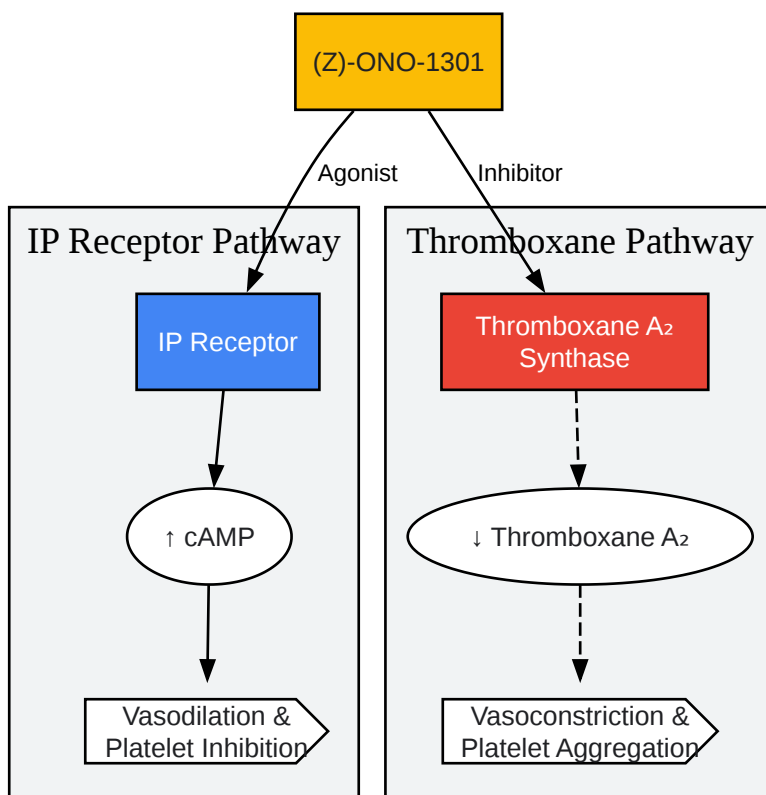 (Z)-ONO-1301
Agonist
Inhibitor
IP Receptor Pathway
Thromboxane Pathway
IP Receptor
Thromboxane A₂
Synthase
↑ cAMP
↓ Thromboxane A₂
Vasodilation &
Platelet Inhibition
Vasoconstriction &
Platelet Aggregation